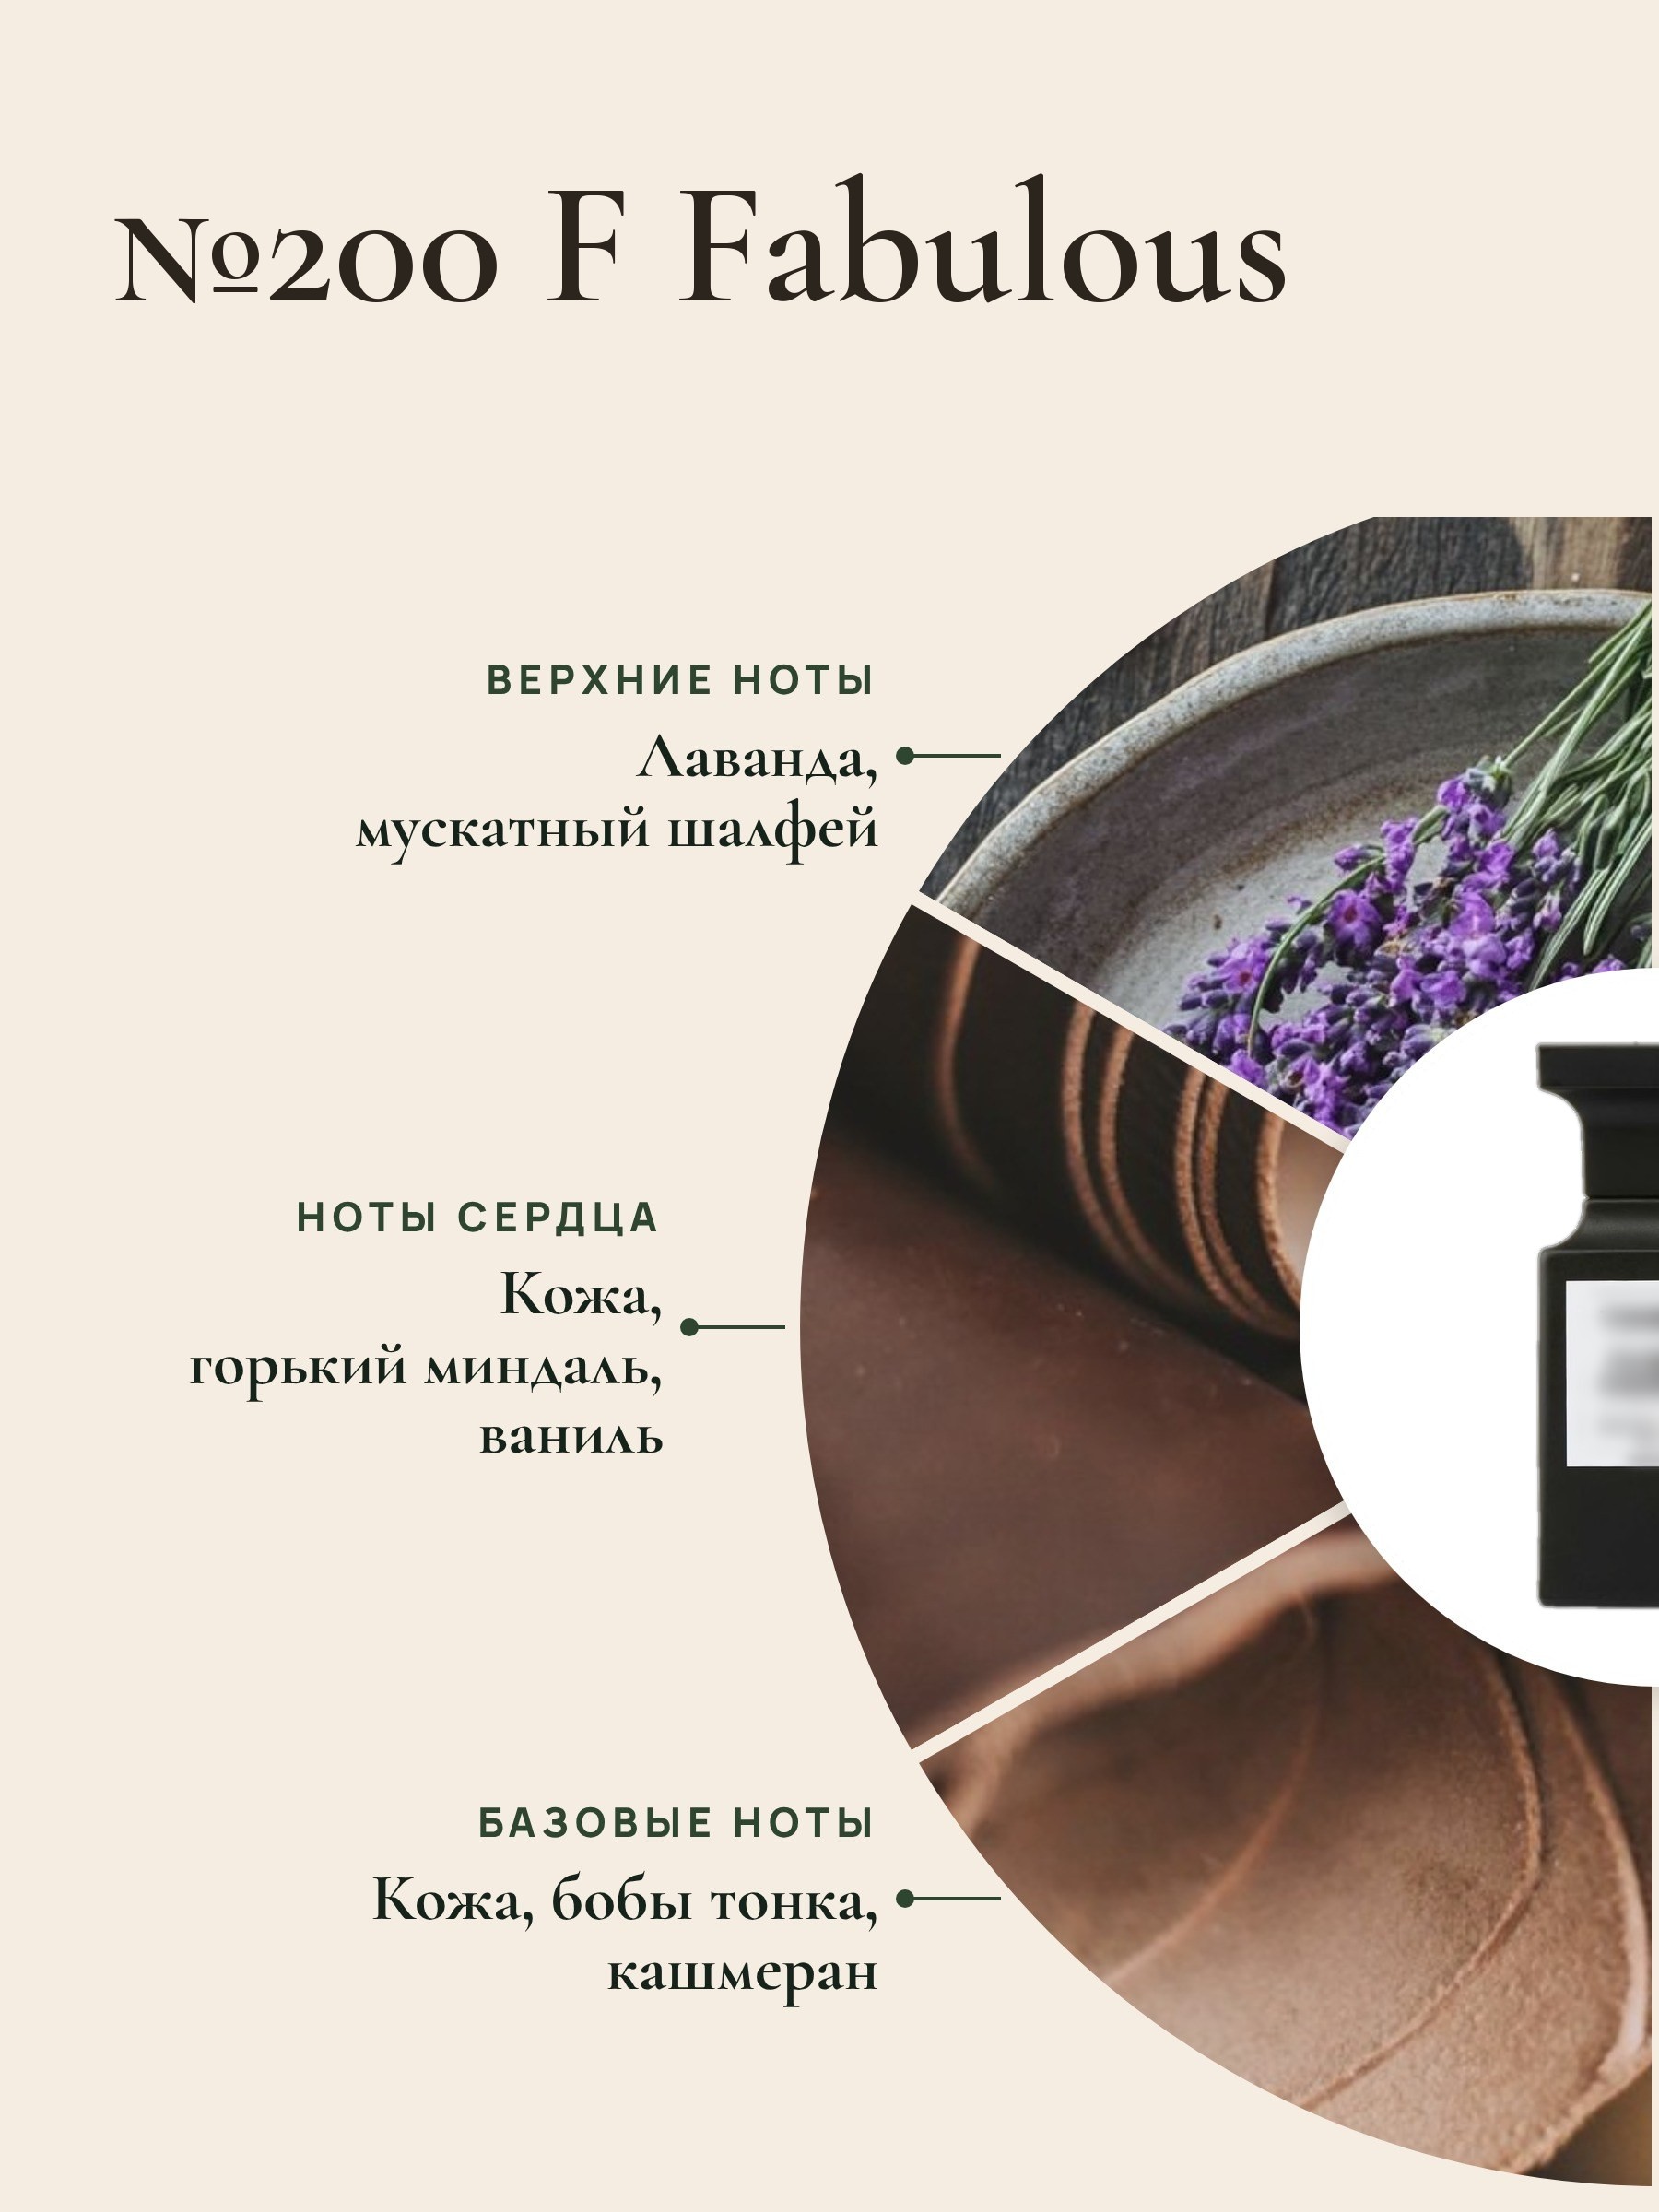 №200 F Fabulous
ВЕРХНИЕ НОТЫ
Лаванда,
мускатный шалфей
НОТЫ СЕРДЦА
Кожа,
горький миндаль,
ваниль
БАЗОВЫЕ НОТЫ
Кожа, бобы тонка,
кашмеран